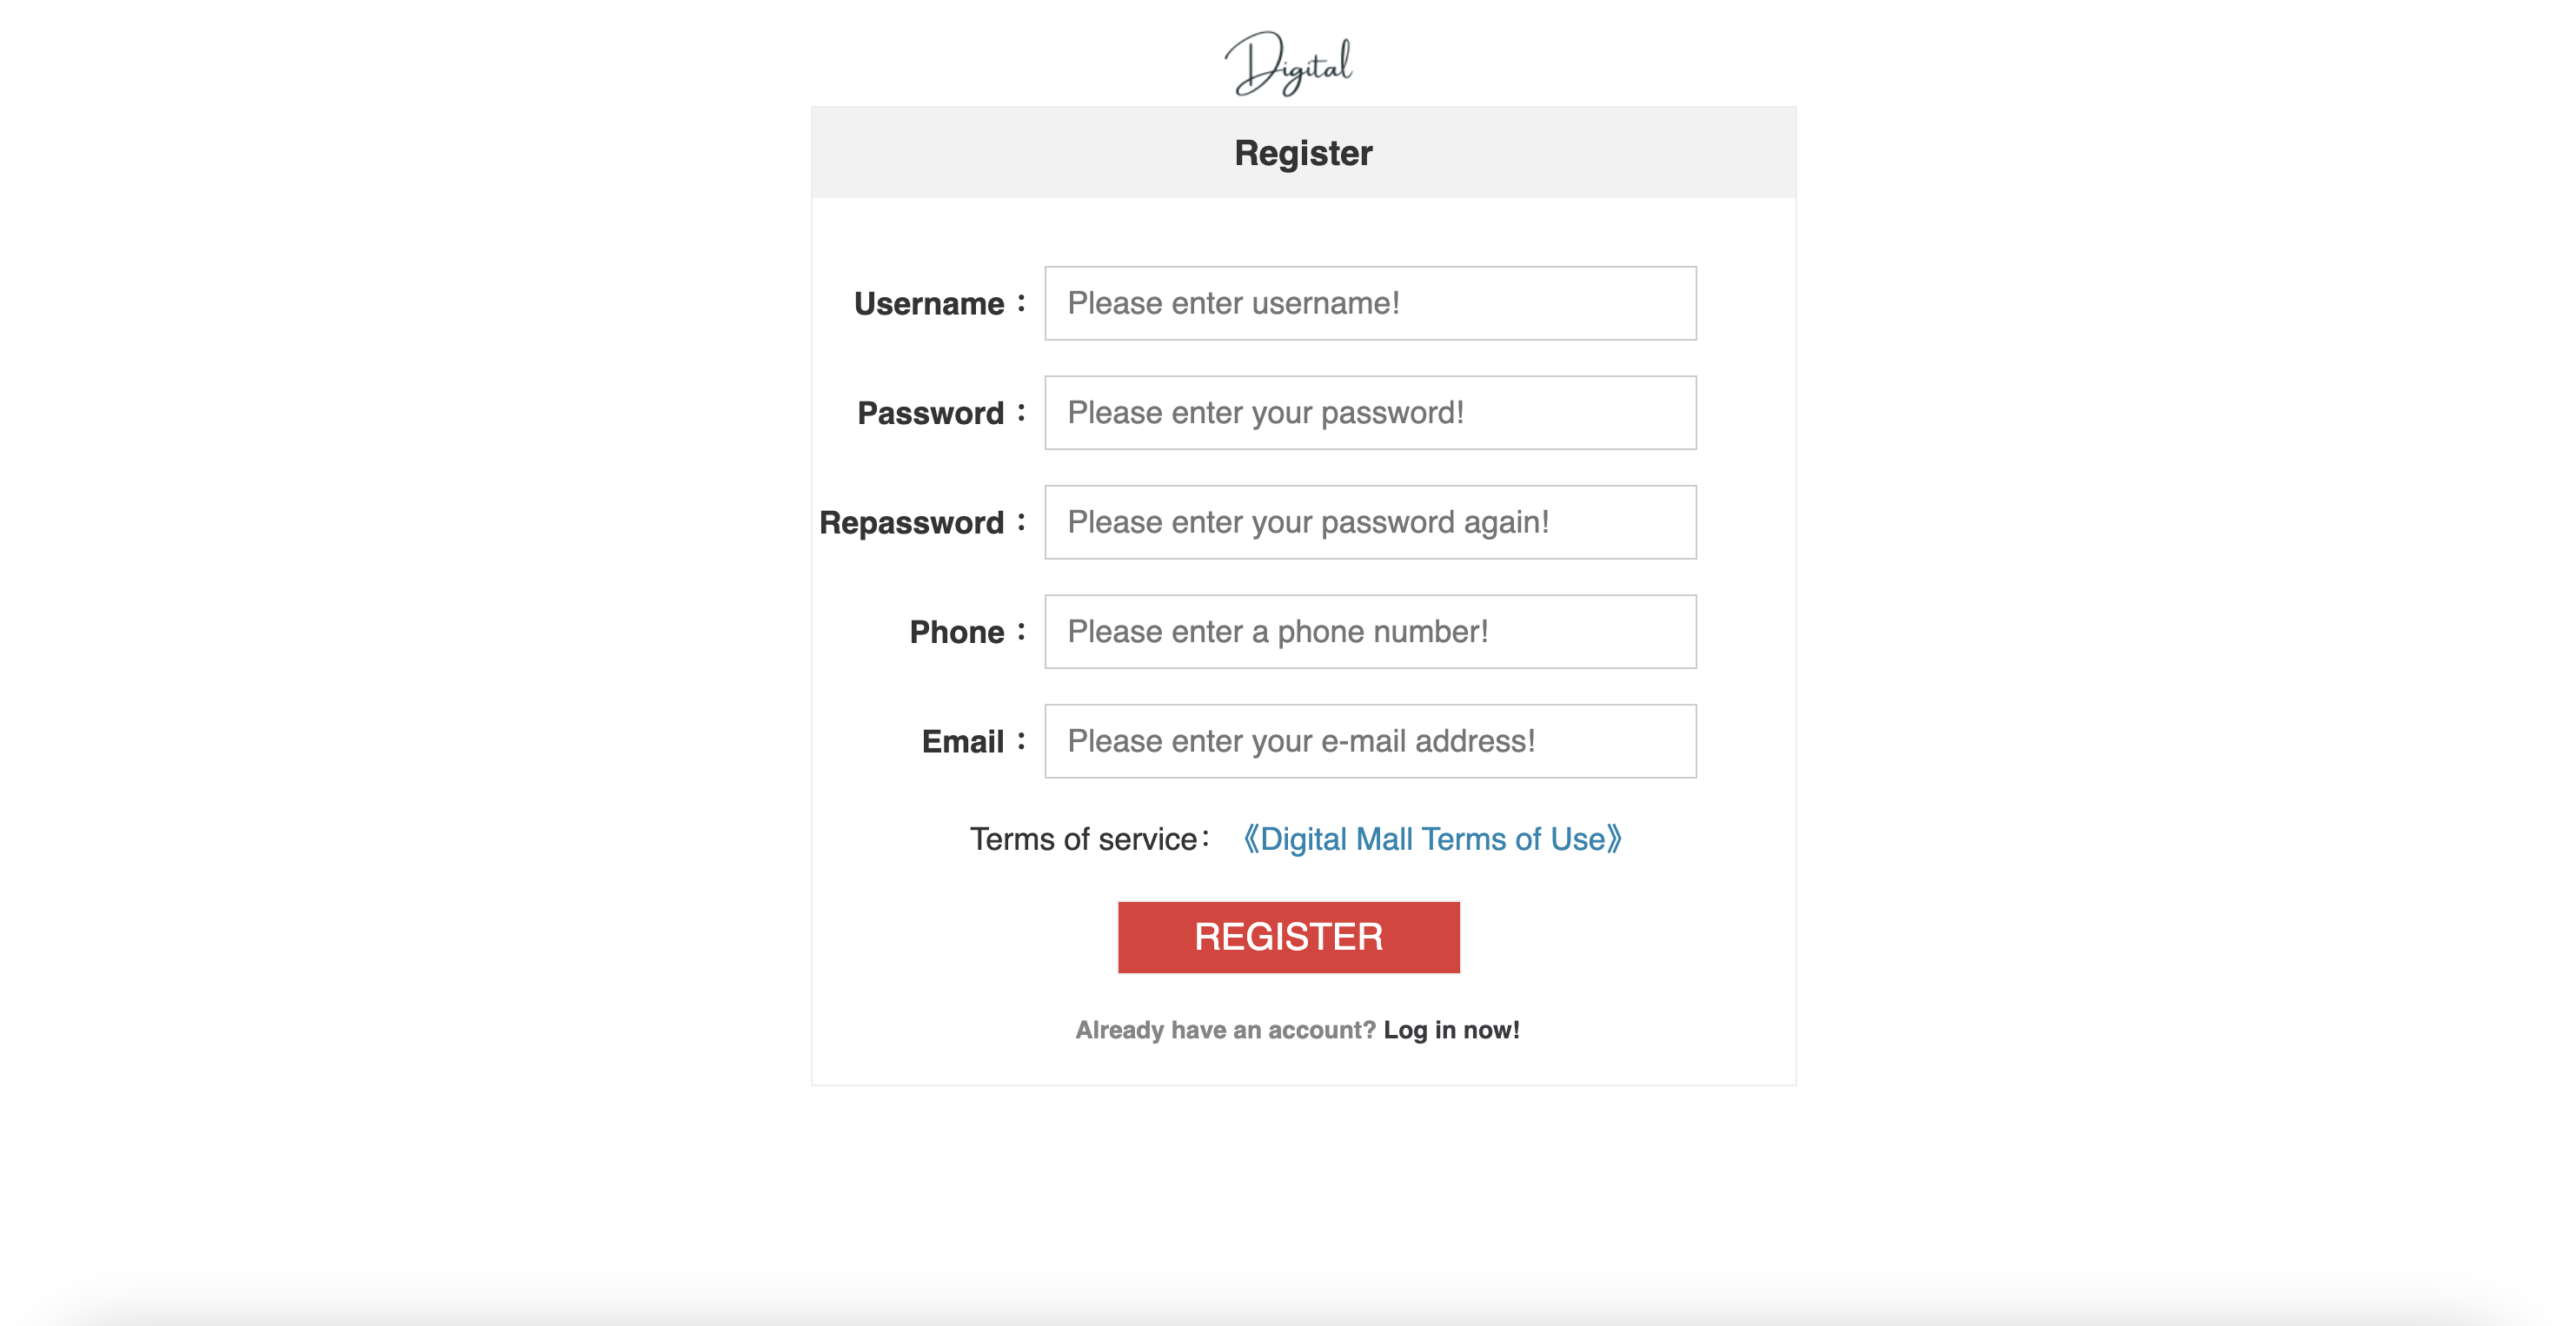 Digital
Register
Username： Please enter username!
Password： Please enter your password!
Repassword： Please enter your password again!
Phone： Please enter a phone number!
Email： Please enter your e-mail address!
Terms of service： 《Digital Mall Terms of Use》
REGISTER
Already have an account? Log in now!